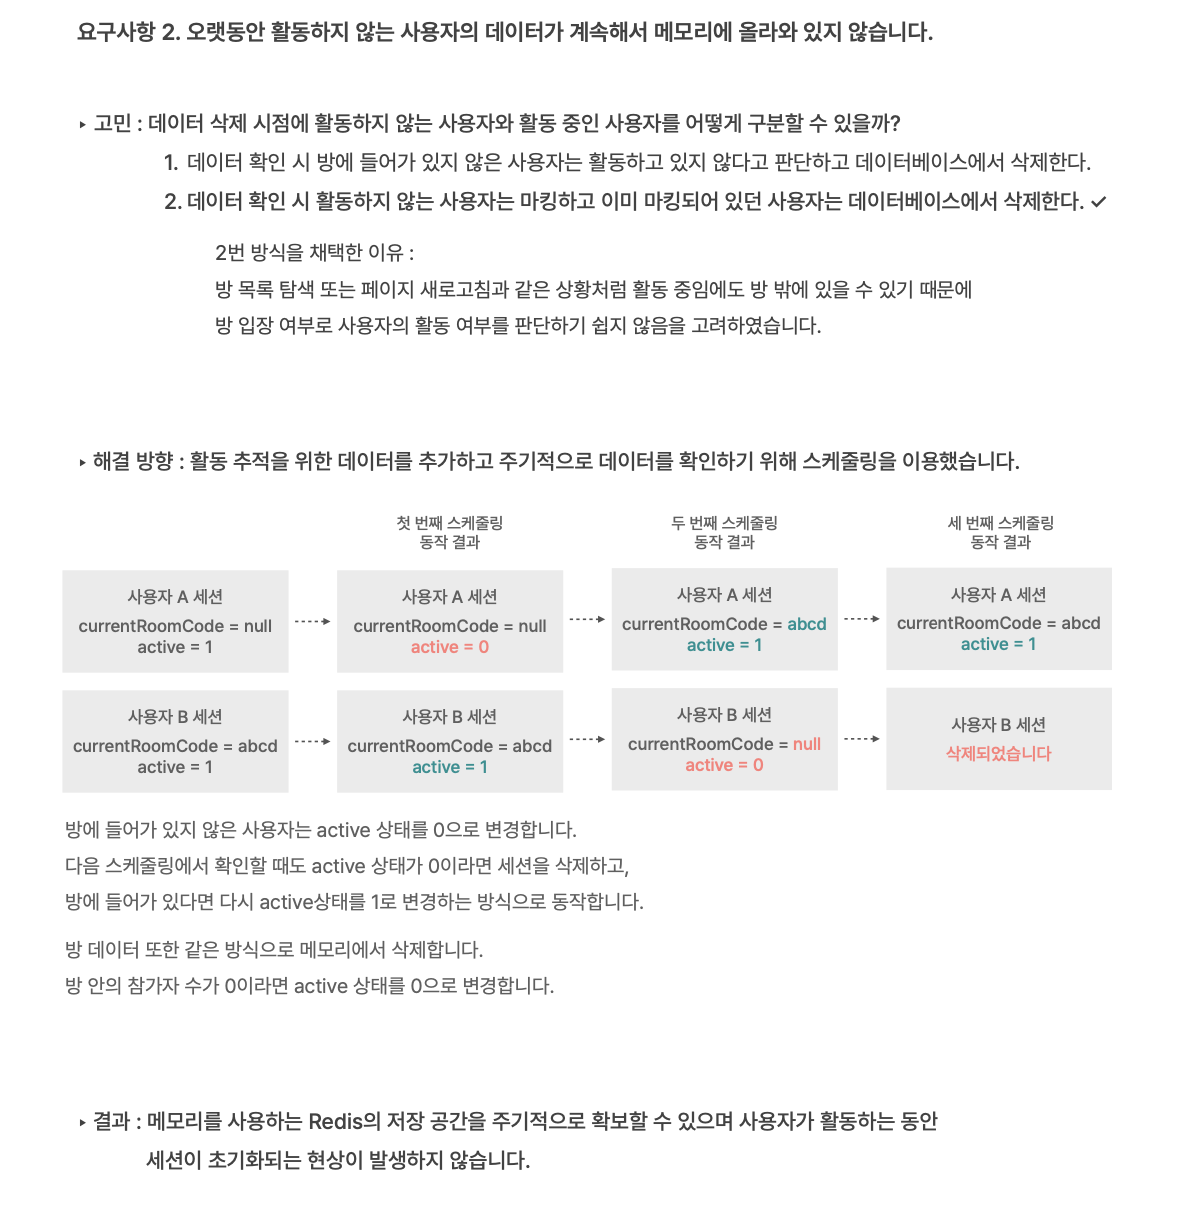 요구사항 2. 오랫동안 활동하지 않는 사용자의 데이터가 계속해서 메모리에 올라와 있지 않습니다.
▸ 고민 : 데이터 삭제 시점에 활동하지 않는 사용자와 활동 중인 사용자를 어떻게 구분할 수 있을까?
1. 데이터 확인 시 방에 들어가 있지 않은 사용자는 활동하고 있지 않다고 판단하고 데이터베이스에서 삭제한다.
2. 데이터 확인 시 활동하지 않는 사용자는 마킹하고 이미 마킹되어 있던 사용자는 데이터베이스에서 삭제한다. ✓
2번 방식을 채택한 이유 :
방 목록 탐색 또는 페이지 새로고침과 같은 상황처럼 활동 중임에도 방 밖에 있을 수 있기 때문에
방 입장 여부로 사용자의 활동 여부를 판단하기 쉽지 않음을 고려하였습니다.
▸ 해결 방향 : 활동 추적을 위한 데이터를 추가하고 주기적으로 데이터를 확인하기 위해 스케줄링을 이용했습니다.
첫 번째 스케줄링
동작 결과
두 번째 스케줄링
동작 결과
세 번째 스케줄링
동작 결과
사용자 A 세션
currentRoomCode = null
active = 1
사용자 A 세션
currentRoomCode = null
active = 0
사용자 A 세션
currentRoomCode = abcd
active = 1
사용자 A 세션
currentRoomCode = abcd
active = 1
사용자 B 세션
currentRoomCode = abcd
active = 1
사용자 B 세션
currentRoomCode = abcd
active = 1
사용자 B 세션
currentRoomCode = null
active = 0
사용자 B 세션
삭제되었습니다
방에 들어가 있지 않은 사용자는 active 상태를 0으로 변경합니다.
다음 스케줄링에서 확인할 때도 active 상태가 0이라면 세션을 삭제하고,
방에 들어가 있다면 다시 active상태를 1로 변경하는 방식으로 동작합니다.
방 데이터 또한 같은 방식으로 메모리에서 삭제합니다.
방 안의 참가자 수가 0이라면 active 상태를 0으로 변경합니다.
▸ 결과 : 메모리를 사용하는 Redis의 저장 공간을 주기적으로 확보할 수 있으며 사용자가 활동하는 동안
세션이 초기화되는 현상이 발생하지 않습니다.